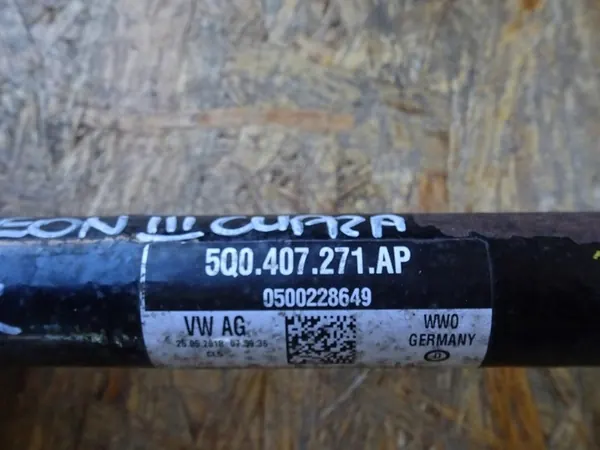 EON III CUPRA
5Q0.407.271.AP
0500228649
VW AG
WWO
GERMANY